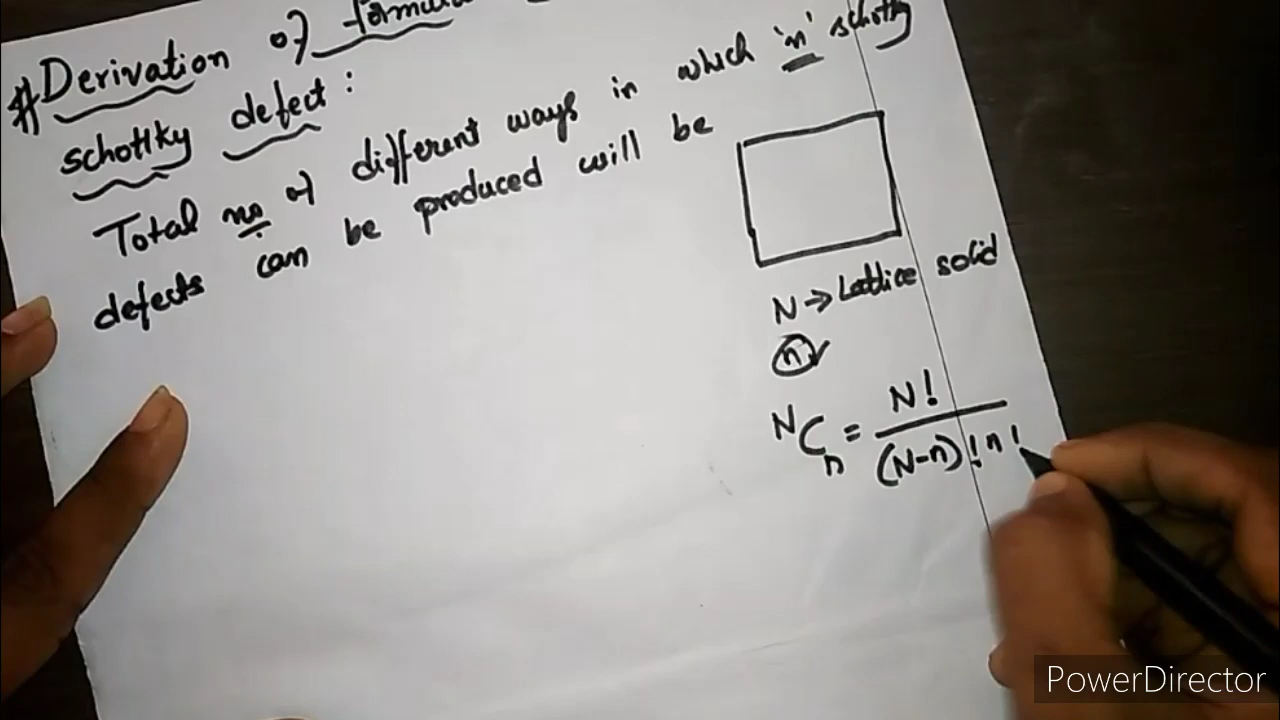 # Derivation of formula
schottky defect :
Total no of different ways in which 'n' schottky
defects can be produced will be
N → Lattice solid
n
NCn = N! / (N-n)! n!
PowerDirector